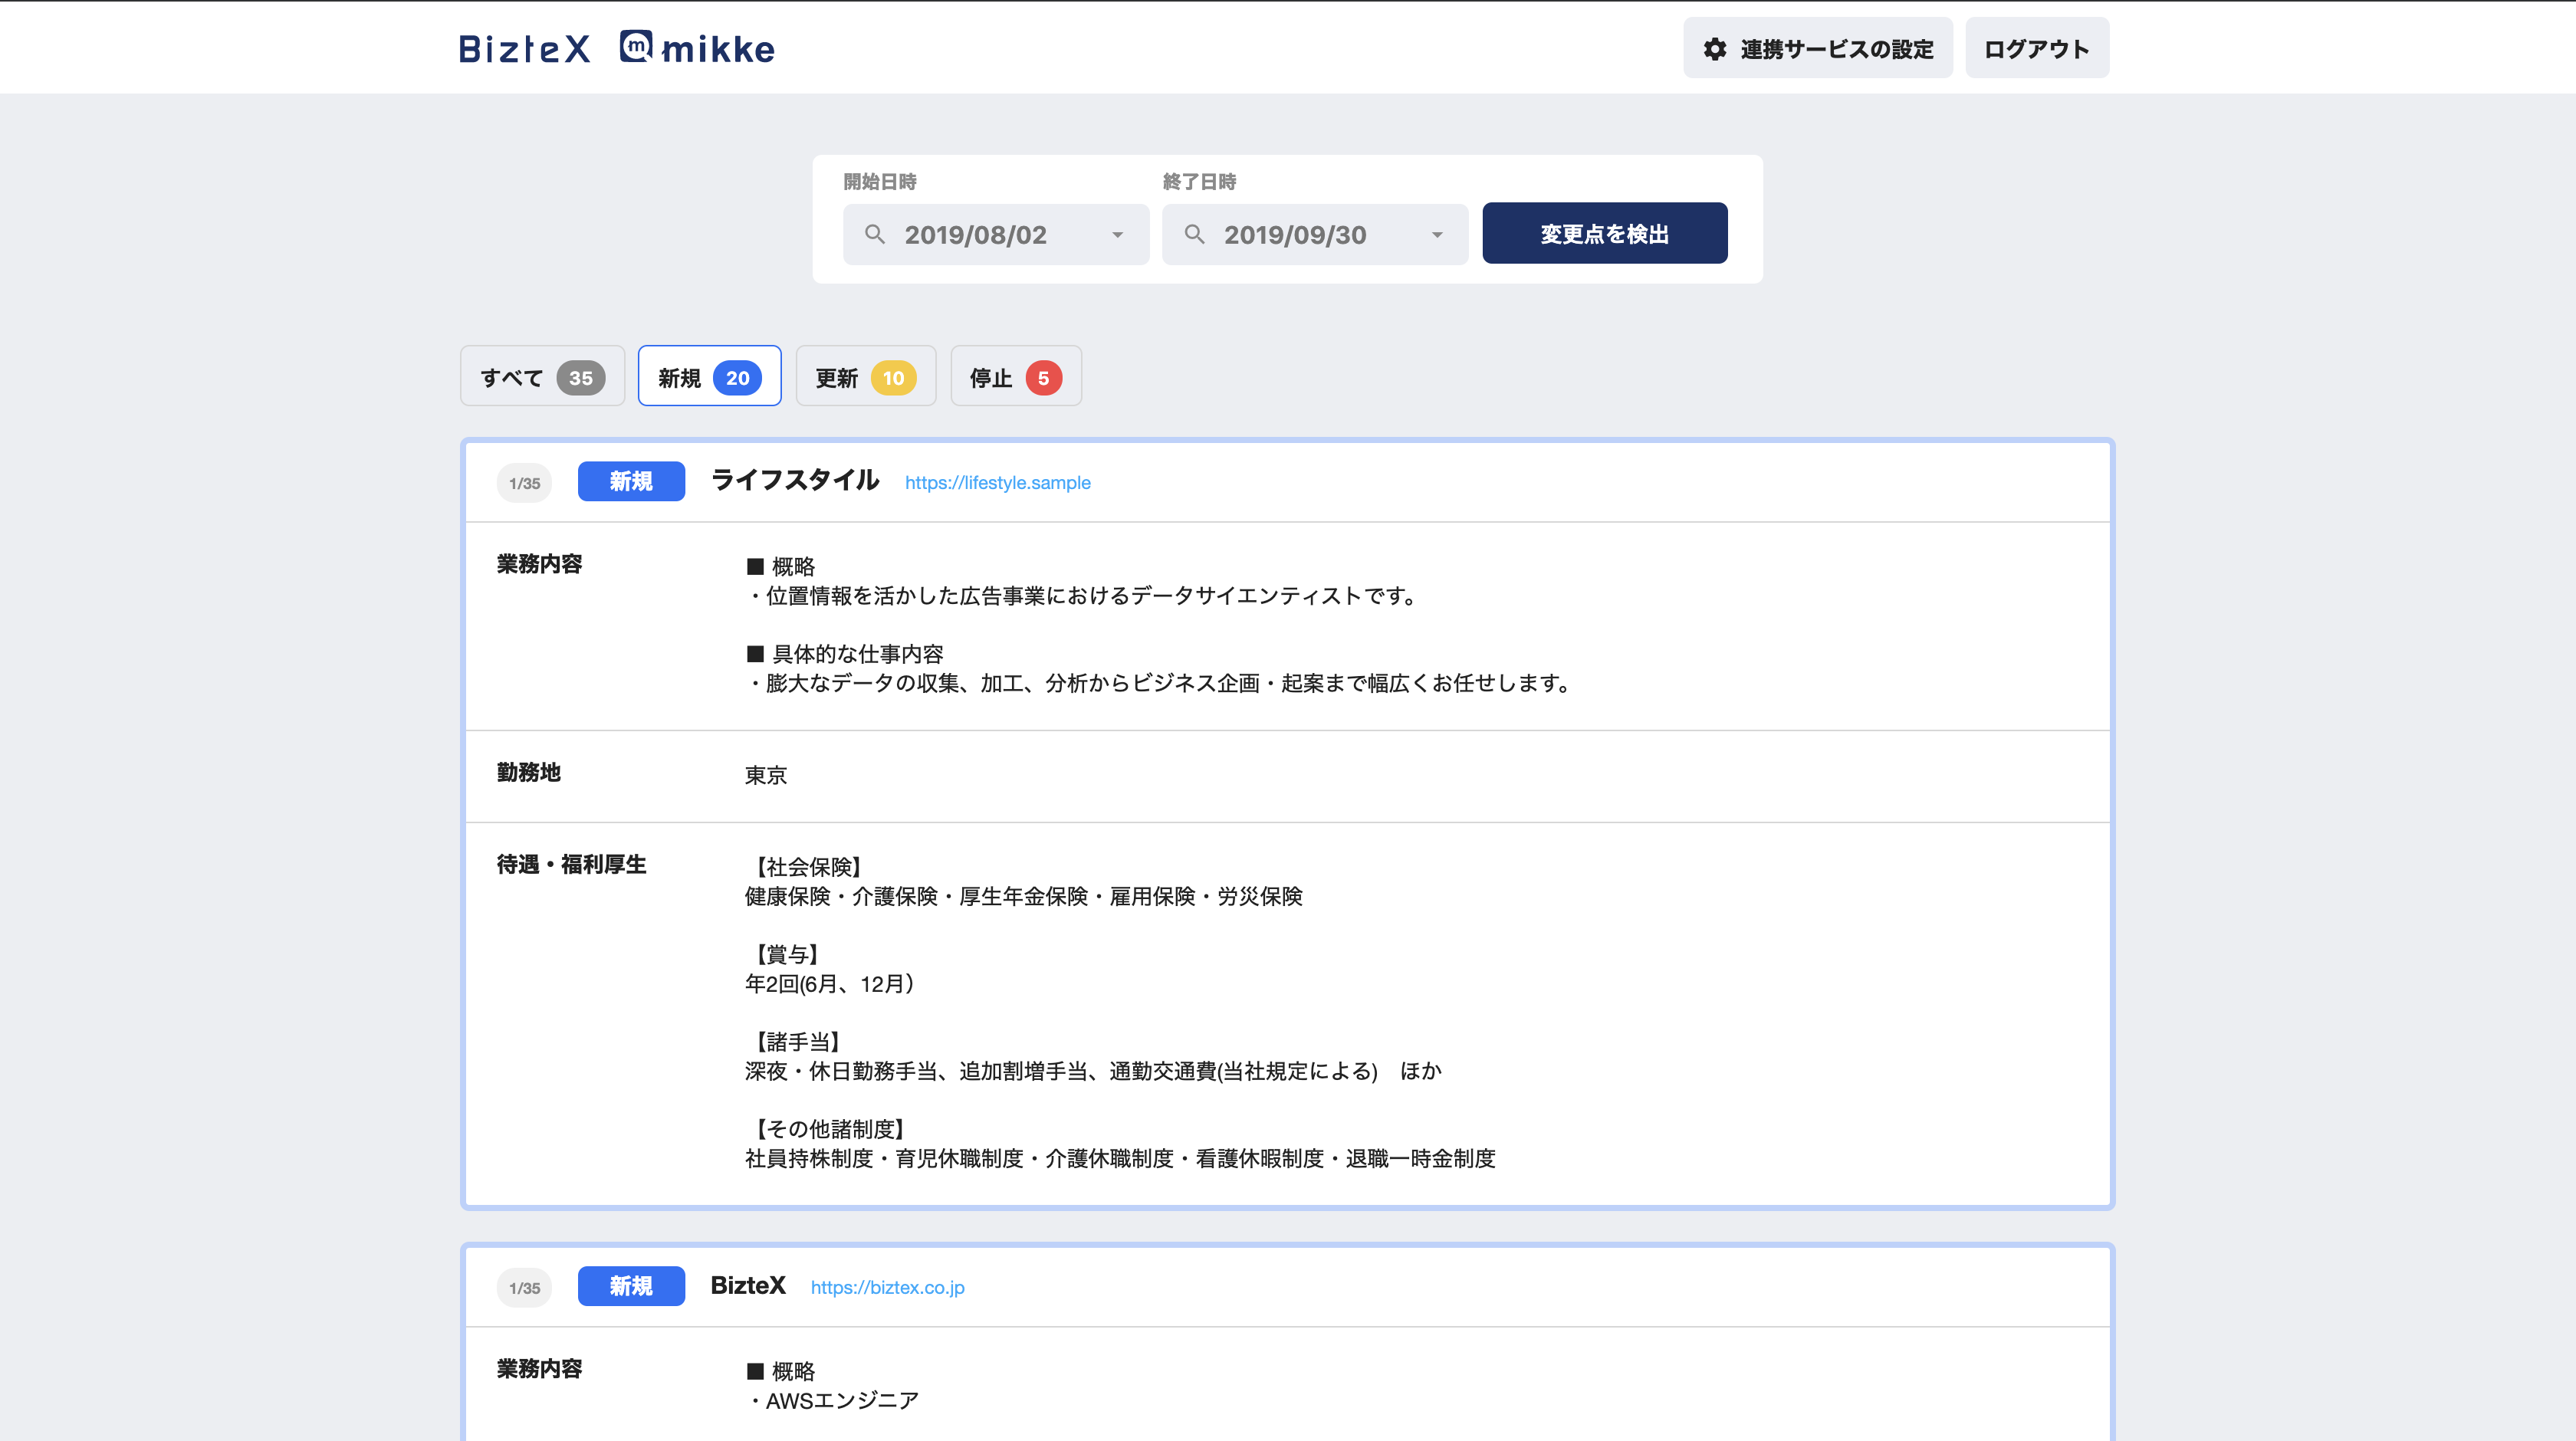 BizteX mikke
連携サービスの設定 ログアウト
開始日時 終了日時
2019/08/02 2019/09/30 変更点を検出
すべて 35 新規 20 更新 10 停止 5
1/35 新規 ライフスタイル https://lifestyle.sample
業務内容
■ 概略
・位置情報を活かした広告事業におけるデータサイエンティストです。
■ 具体的な仕事内容
・膨大なデータの収集、加工、分析からビジネス企画・起案まで幅広くお任せします。
勤務地 東京
待遇・福利厚生
【社会保険】
健康保険・介護保険・厚生年金保険・雇用保険・労災保険
【賞与】
年2回(6月、12月）
【諸手当】
深夜・休日勤務手当、追加割増手当、通勤交通費(当社規定による)　ほか
【その他諸制度】
社員持株制度・育児休職制度・介護休職制度・看護休暇制度・退職一時金制度
1/35 新規 BizteX https://biztex.co.jp
業務内容
■ 概略
・AWSエンジニア